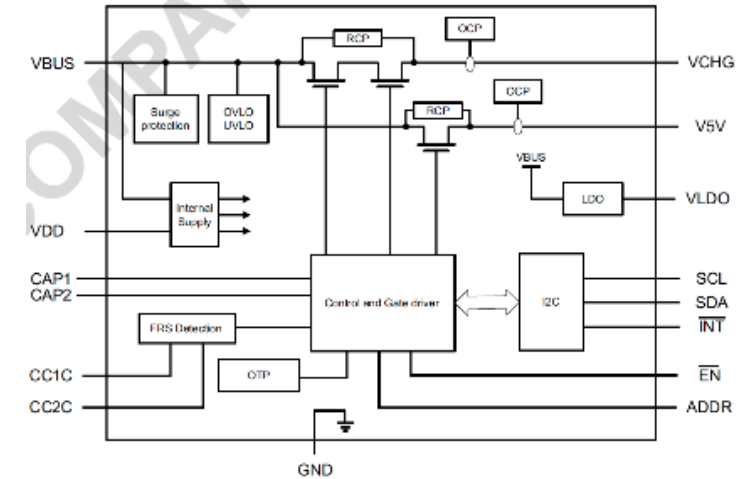 COMPAN
OCP
RCP
VBUS
VCHG
OCP
Surge
protection
OVLO
UVLO
RCP
V5V
VBUS
LDO
VLDO
Internal
Supply
VDD
CAP1
CAP2
Control and Gate driver
I2C
SCL
SDA
INT
FRS Detection
CC1C
OTP
EN
CC2C
ADDR
GND